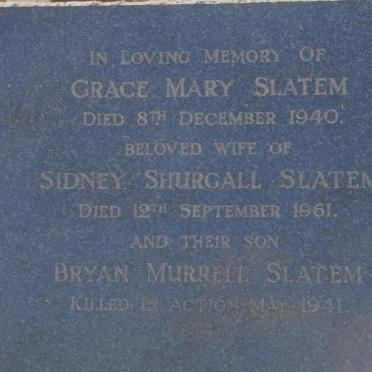 IN LOVING MEMORY OF
GRACE MARY SLATEM
DIED 8TH DECEMBER 1940.
BELOVED WIFE OF
SIDNEY SHURGALL SLATEM
DIED 12TH SEPTEMBER 1961.
AND THEIR SON
BRYAN MURRELL SLATEM
KILLED IN ACTION MAY 1941.